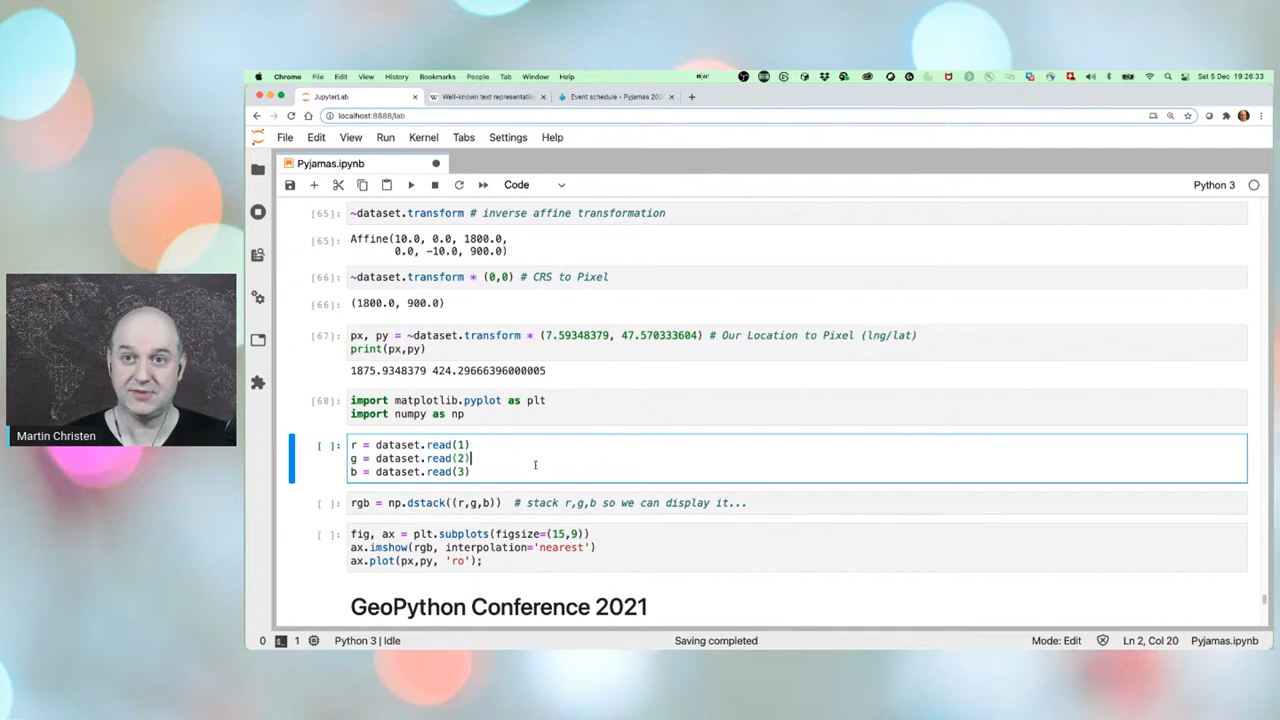 Chrome File Edit View History Bookmarks People Tab Window Help Sat 5 Dec 19:26:33
JupyterLab Well-known text representati Event schedule - Pyjamas 202
localhost:8888/lab
File Edit View Run Kernel Tabs Settings Help
Pyjamas.ipynb
Code Python 3
[65]: ~dataset.transform # inverse affine transformation
[65]: Affine(10.0, 0.0, 1800.0,
0.0, -10.0, 900.0)
[66]: ~dataset.transform * (0,0) # CRS to Pixel
[66]: (1800.0, 900.0)
[67]: px, py = ~dataset.transform * (7.59348379, 47.570333604) # Our Location to Pixel (lng/lat)
print(px,py)
1875.9348379 424.29666396000005
[68]: import matplotlib.pyplot as plt
import numpy as np
[ ]: r = dataset.read(1)
g = dataset.read(2)
b = dataset.read(3)
[ ]: rgb = np.dstack((r,g,b)) # stack r,g,b so we can display it...
[ ]: fig, ax = plt.subplots(figsize=(15,9))
ax.imshow(rgb, interpolation='nearest')
ax.plot(px,py, 'ro');
GeoPython Conference 2021
0 1 Python 3 | Idle Saving completed Mode: Edit Ln 2, Col 20 Pyjamas.ipynb
Martin Christen